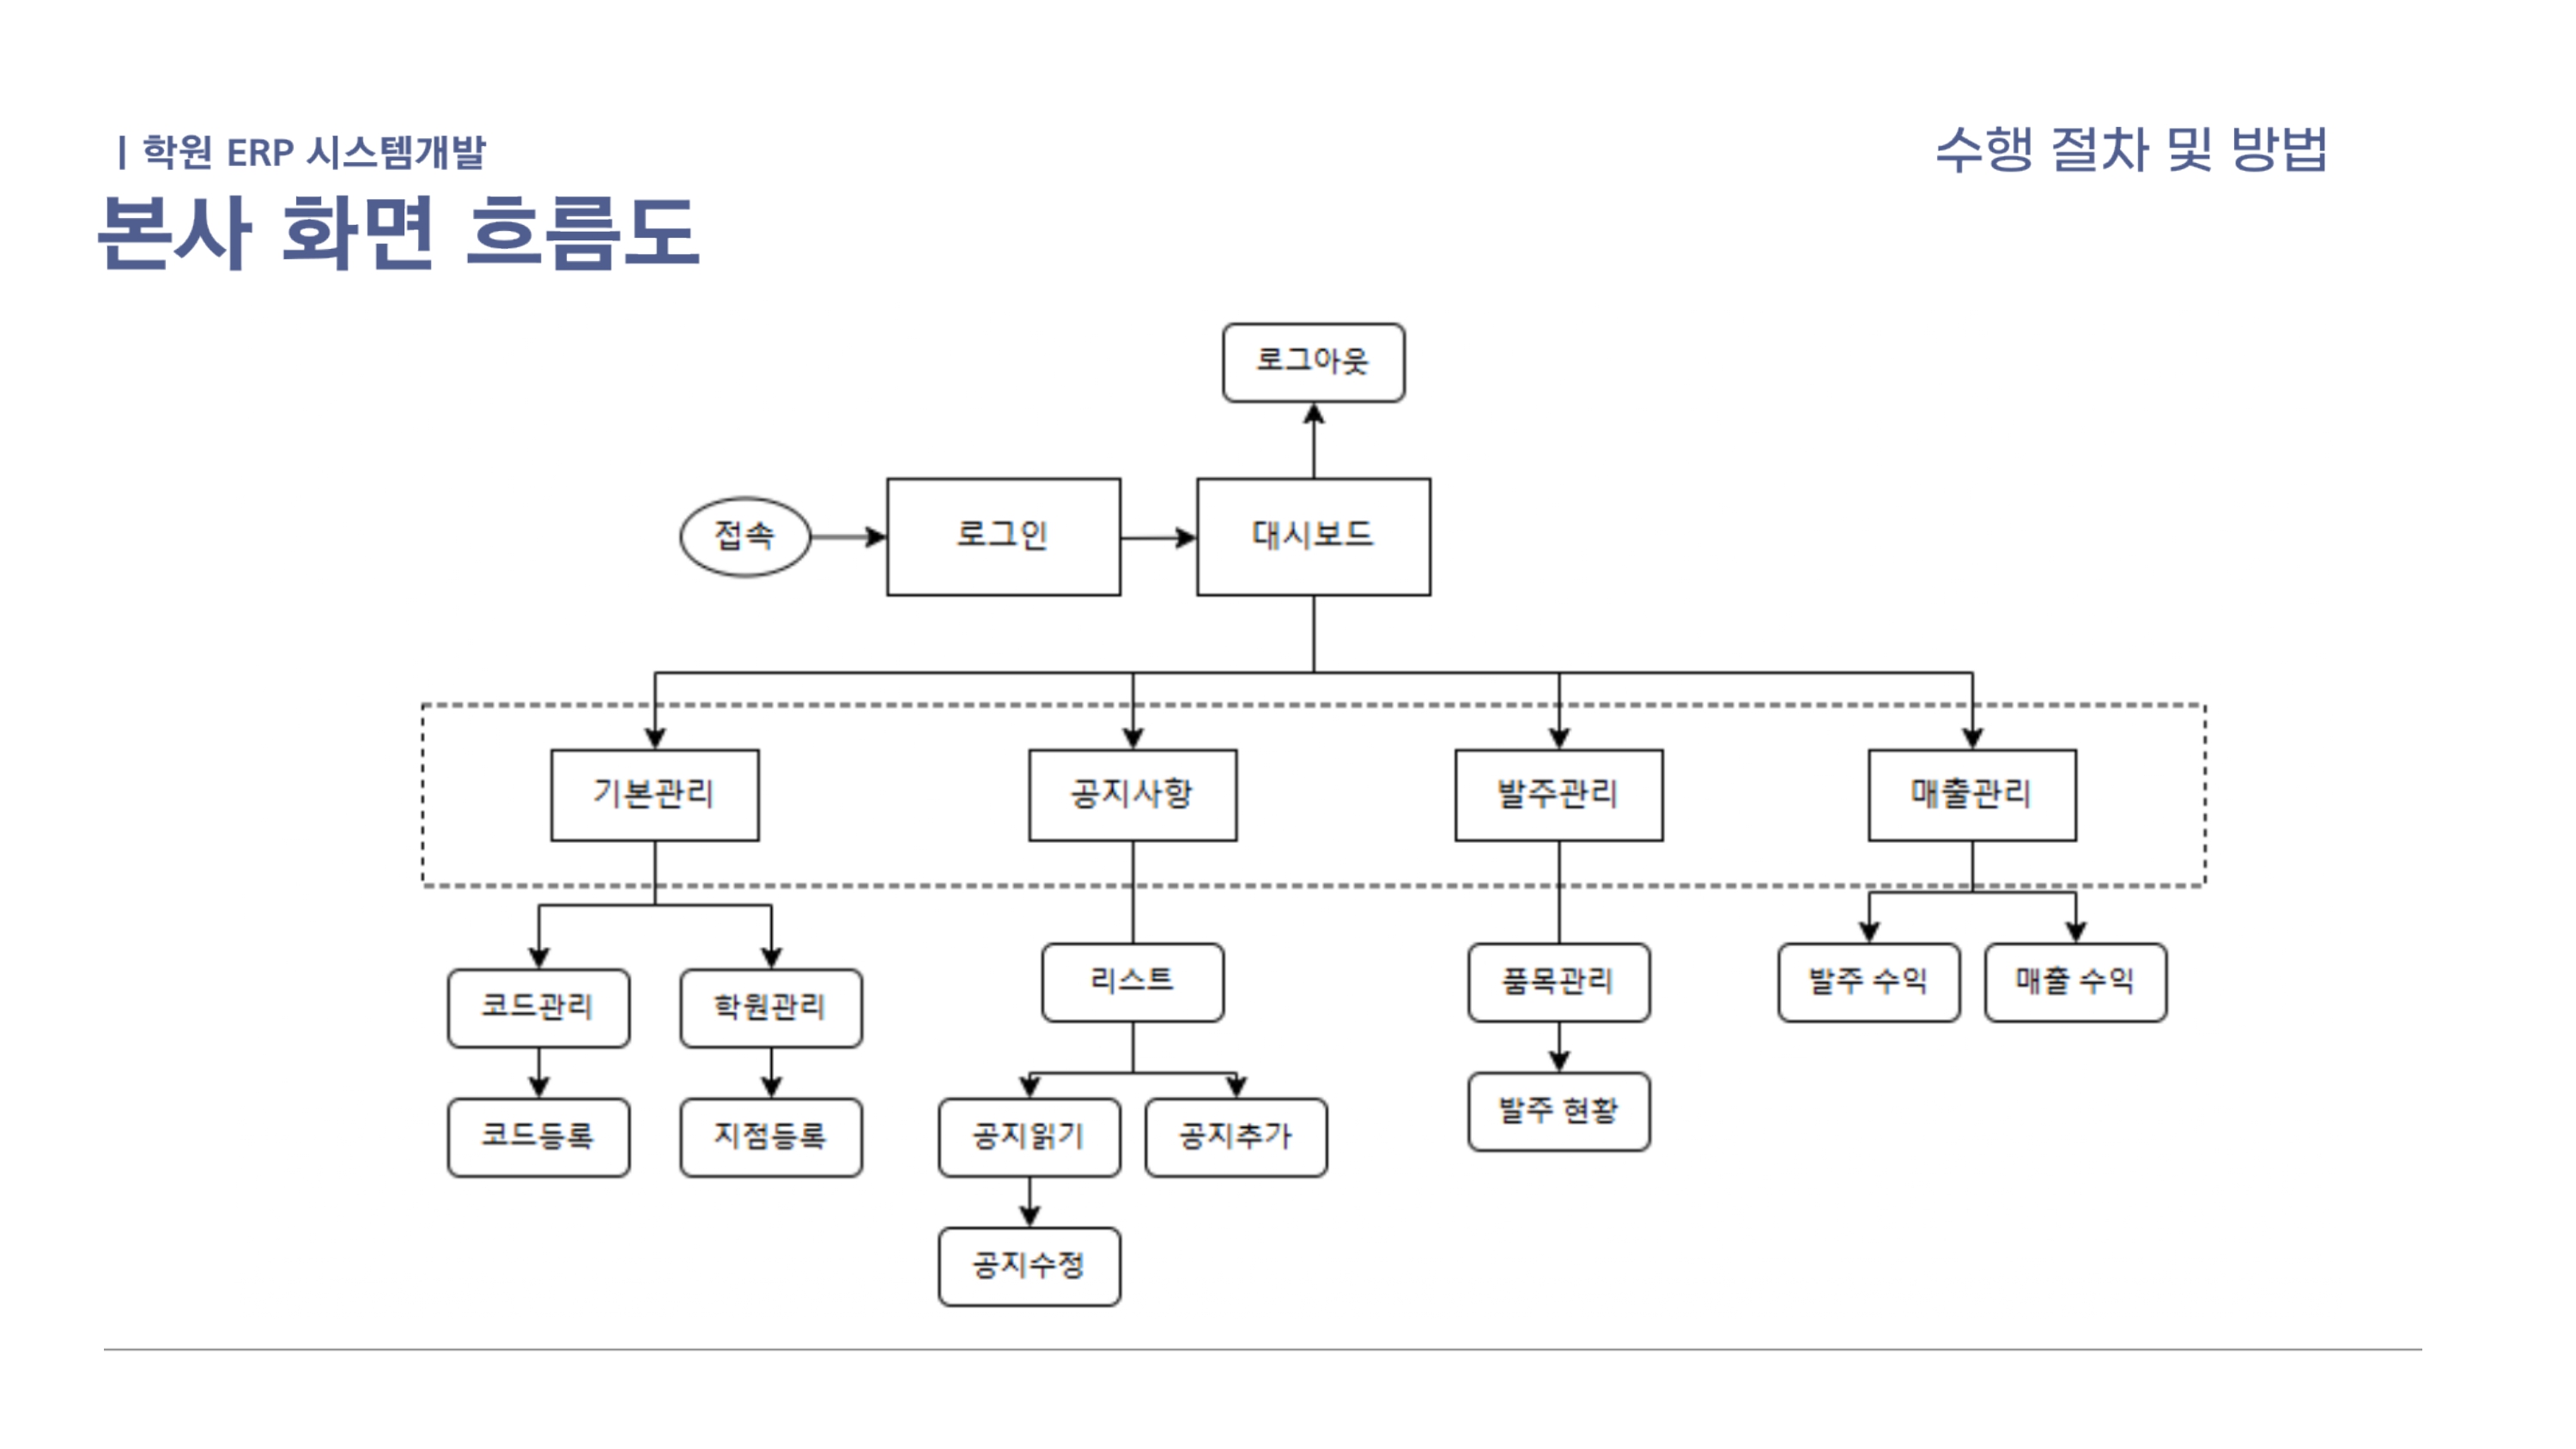 | 학원 ERP 시스템개발
수행 절차 및 방법
본사 화면 흐름도
로그아웃
접속
로그인
대시보드
기본관리
공지사항
발주관리
매출관리
코드관리
학원관리
리스트
품목관리
발주 수익
매출 수익
코드등록
지점등록
공지읽기
공지추가
발주 현황
공지수정